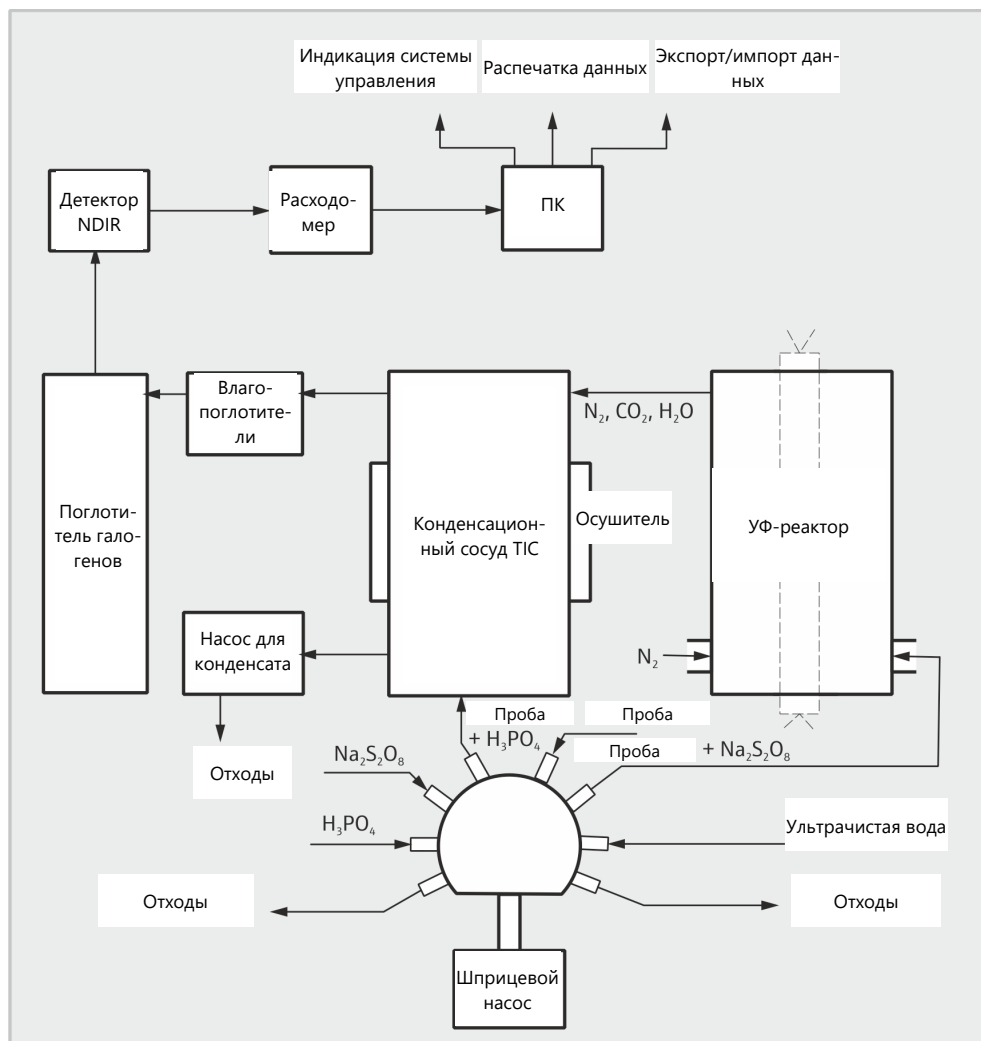 Индикация системы
управления
Распечатка данных
Экспорт/импорт дан-
ных
Детектор
NDIR
Расходо-
мер
ПК
Влаго-
поглотите-
ли
N₂, CO₂, H₂O
Поглоти-
тель гало-
генов
Конденсацион-
ный сосуд TIC
Осушитель
УФ-реактор
Насос для
конденсата
N₂
Проба
+ H₃PO₄
Проба
Проба + Na₂S₂O₈
Отходы
Na₂S₂O₈
H₃PO₄
Ультрачистая вода
Отходы
Отходы
Шприцевой
насос